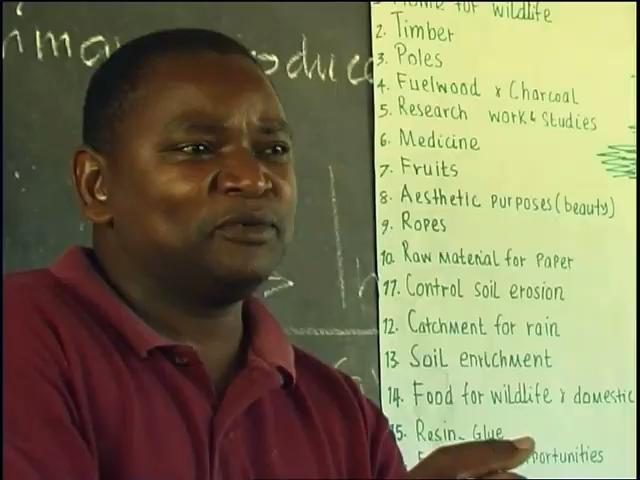 Home for wildlife
2. Timber
3. Poles
4. Fuelwood & Charcoal
5. Research work & Studies
6. Medicine
7. Fruits
8. Aesthetic purposes (beauty)
9. Ropes
10. Raw material for paper
11. Control soil erosion
12. Catchment for rain
13. Soil enrichment
14. Food for wildlife & domestic
15. Resin - Glue